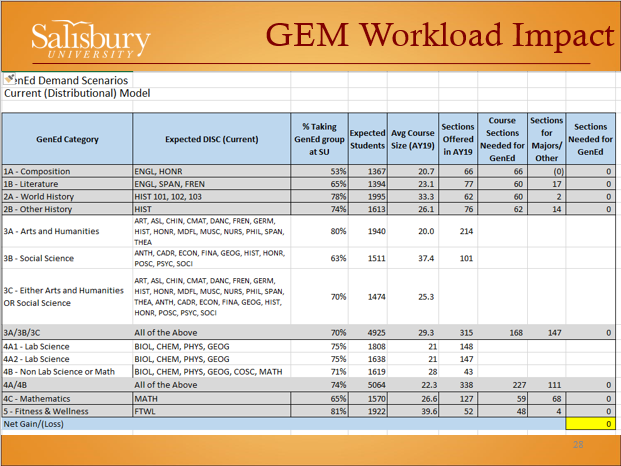 Salisbury
UNIVERSITY
GEM Workload Impact
enEd Demand Scenarios
Current (Distributional) Model
GenEd Category Expected DISC (Current) % Taking GenEd group at SU Expected Students Avg Course Size (AY19) Sections Offered in AY19 Course Sections Needed for GenEd Sections for Majors/ Other Sections Needed for GenEd
1A - Composition ENGL, HONR 53% 1367 20.7 66 66 (0) 0
1B - Literature ENGL, SPAN, FREN 65% 1394 23.1 77 60 17 0
2A - World History HIST 101, 102, 103 78% 1995 33.3 62 60 2 0
2B - Other History HIST 74% 1613 26.1 76 62 14 0
3A - Arts and Humanities ART, ASL, CHIN, CMAT, DANC, FREN, GERM, HIST, HONR, MDFL, MUSC, NURS, PHIL, SPAN, THEA 80% 1940 20.0 214
3B - Social Science ANTH, CADR, ECON, FINA, GEOG, HIST, HONR, POSC, PSYC, SOCI 63% 1511 37.4 101
3C - Either Arts and Humanities OR Social Science ART, ASL, CHIN, CMAT, DANC, FREN, GERM, HIST, HONR, MDFL, MUSC, NURS, PHIL, SPAN, THEA, ANTH, CADR, ECON, FINA, GEOG, HIST, HONR, POSC, PSYC, SOCI 70% 1474 25.3
3A/3B/3C All of the Above 70% 4925 29.3 315 168 147 0
4A1 - Lab Science BIOL, CHEM, PHYS, GEOG 75% 1808 21 148
4A2 - Lab Science BIOL, CHEM, PHYS, GEOG 75% 1638 21 147
4B - Non Lab Science or Math BIOL, CHEM, PHYS, GEOG, COSC, MATH 71% 1619 28 43
4A/4B All of the Above 74% 5064 22.3 338 227 111 0
4C - Mathematics MATH 65% 1570 26.6 127 59 68 0
5 - Fitness & Wellness FTWL 81% 1922 39.6 52 48 4 0
Net Gain/(Loss) 0
28